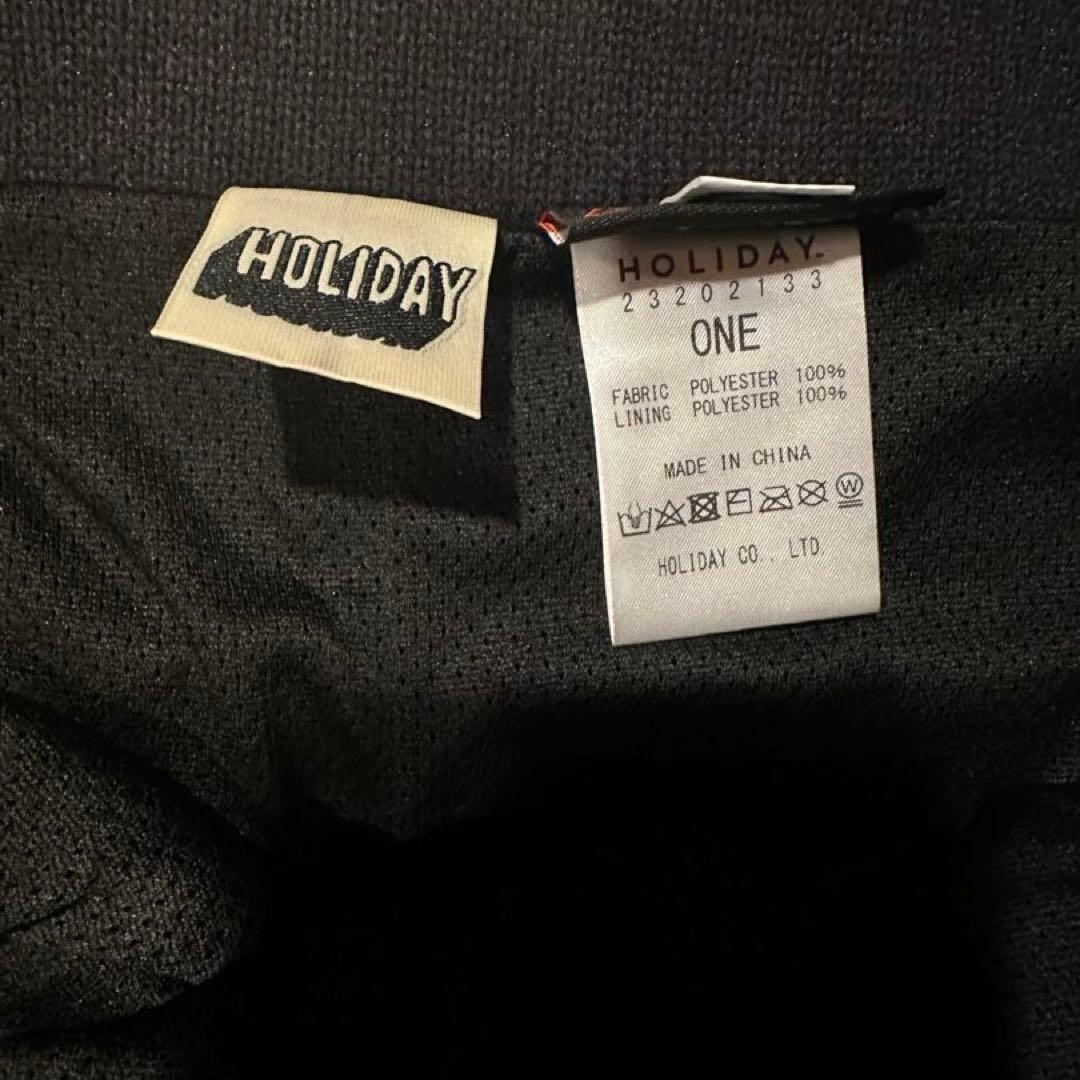 HOLIDAY
HOLIDAY
23202133
ONE
FABRIC POLYESTER 100%
LINING POLYESTER 100%
MADE IN CHINA
W
HOLIDAY CO., LTD.